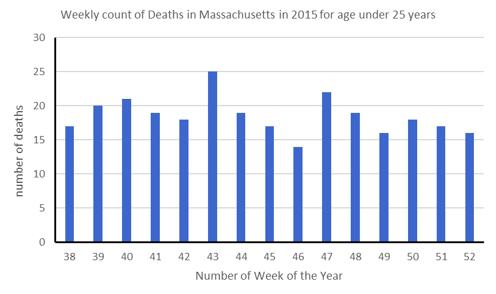 Weekly count of Deaths in Massachusetts in 2015 for age under 25 years
30
25
20
15
10
5
0
number of deaths
38 39 40 41 42 43 44 45 46 47 48 49 50 51 52
Number of Week of the Year